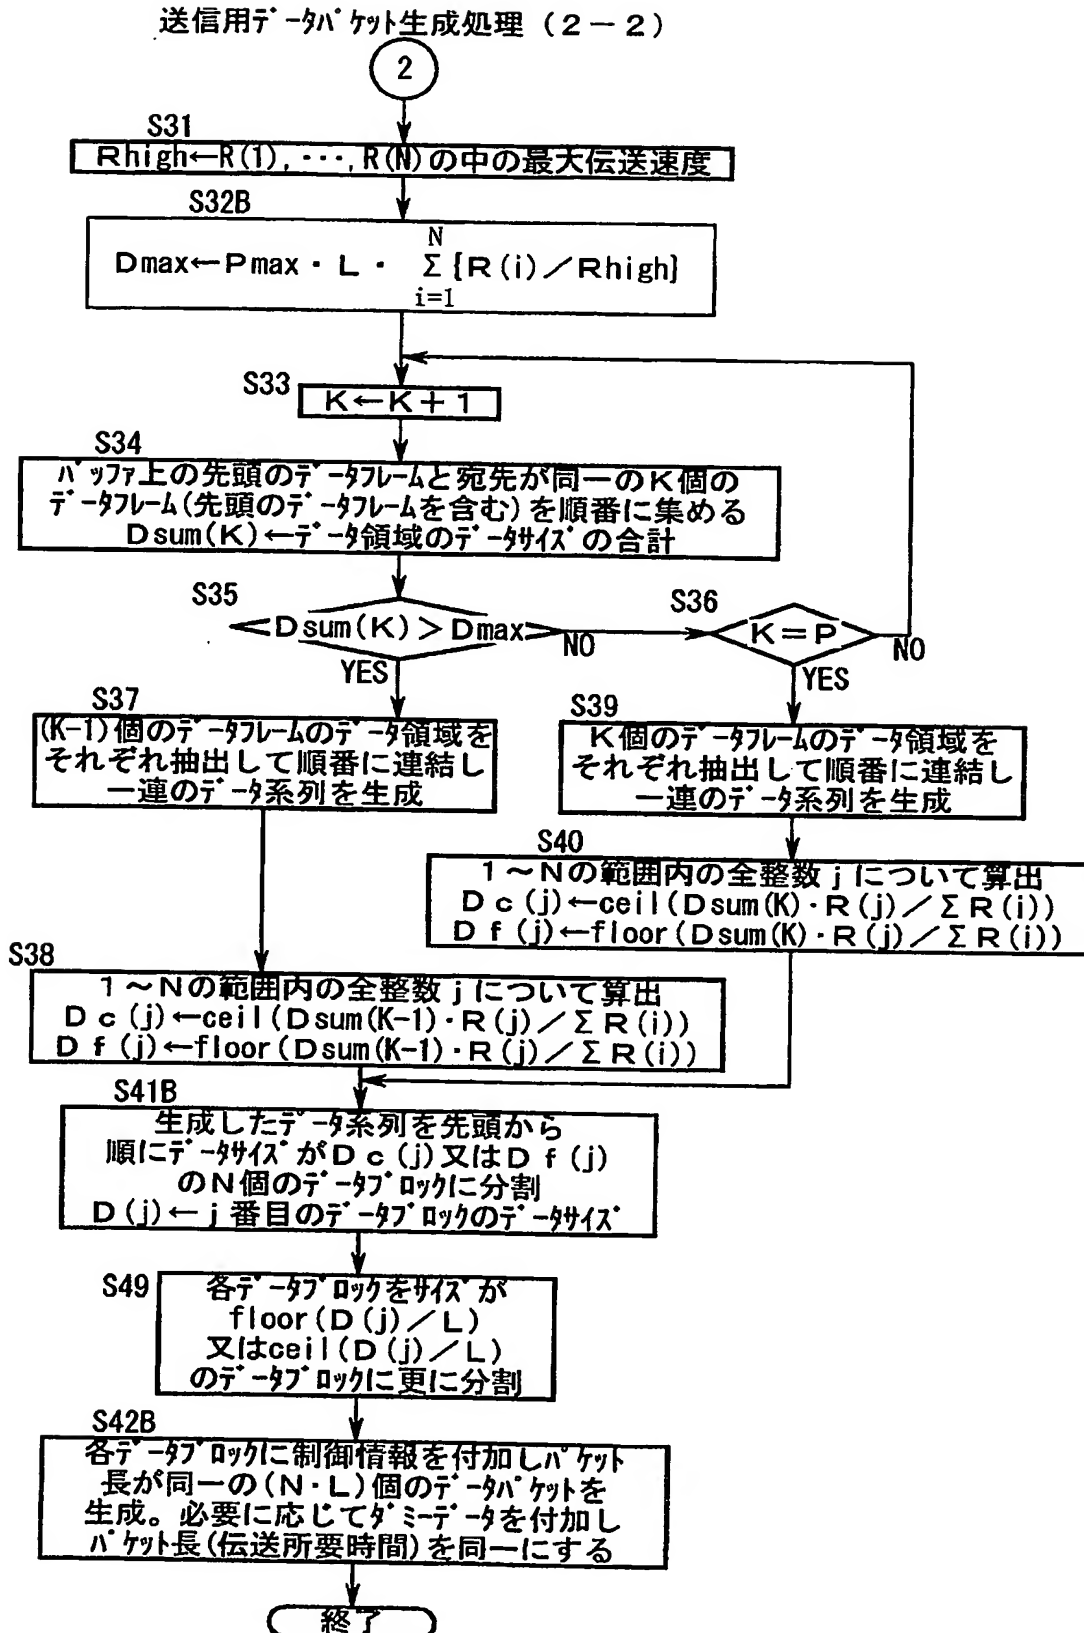 送信用データパケット生成処理（２－２）
2
S31
Rhigh←R(1),･･･,R(N)の中の最大伝送速度
S32B
N
Dmax←Pmax・L・ Σ{R(i)／Rhigh}
i=1
S33
K←K＋1
S34
バッファ上の先頭のデータフレームと宛先が同一のK個の
データフレーム(先頭のデータフレームを含む)を順番に集める
Dsum(K)←データ領域のデータサイズの合計
S35
Dsum(K)＞Dmax
NO
YES
S36
K＝P
NO
YES
S37
(K-1)個のデータフレームのデータ領域を
それぞれ抽出して順番に連結し
一連のデータ系列を生成
S39
K個のデータフレームのデータ領域を
それぞれ抽出して順番に連結し
一連のデータ系列を生成
S40
1～Nの範囲内の全整数jについて算出
Dc(j)←ceil(Dsum(K)・R(j)／ΣR(i))
Df(j)←floor(Dsum(K)・R(j)／ΣR(i))
S38
1～Nの範囲内の全整数jについて算出
Dc(j)←ceil(Dsum(K-1)・R(j)／ΣR(i))
Df(j)←floor(Dsum(K-1)・R(j)／ΣR(i))
S41B
生成したデータ系列を先頭から
順にデータサイズがDc(j)又はDf(j)
のN個のデータブロックに分割
D(j)←j番目のデータブロックのデータサイズ
S49
各データブロックをサイズが
floor(D(j)／L)
又はceil(D(j)／L)
のデータブロックに更に分割
S42B
各データブロックに制御情報を付加しパケット
長が同一の(N・L)個のデータパケットを
生成。必要に応じてダミーデータを付加し
パケット長(伝送所要時間)を同一にする
終了